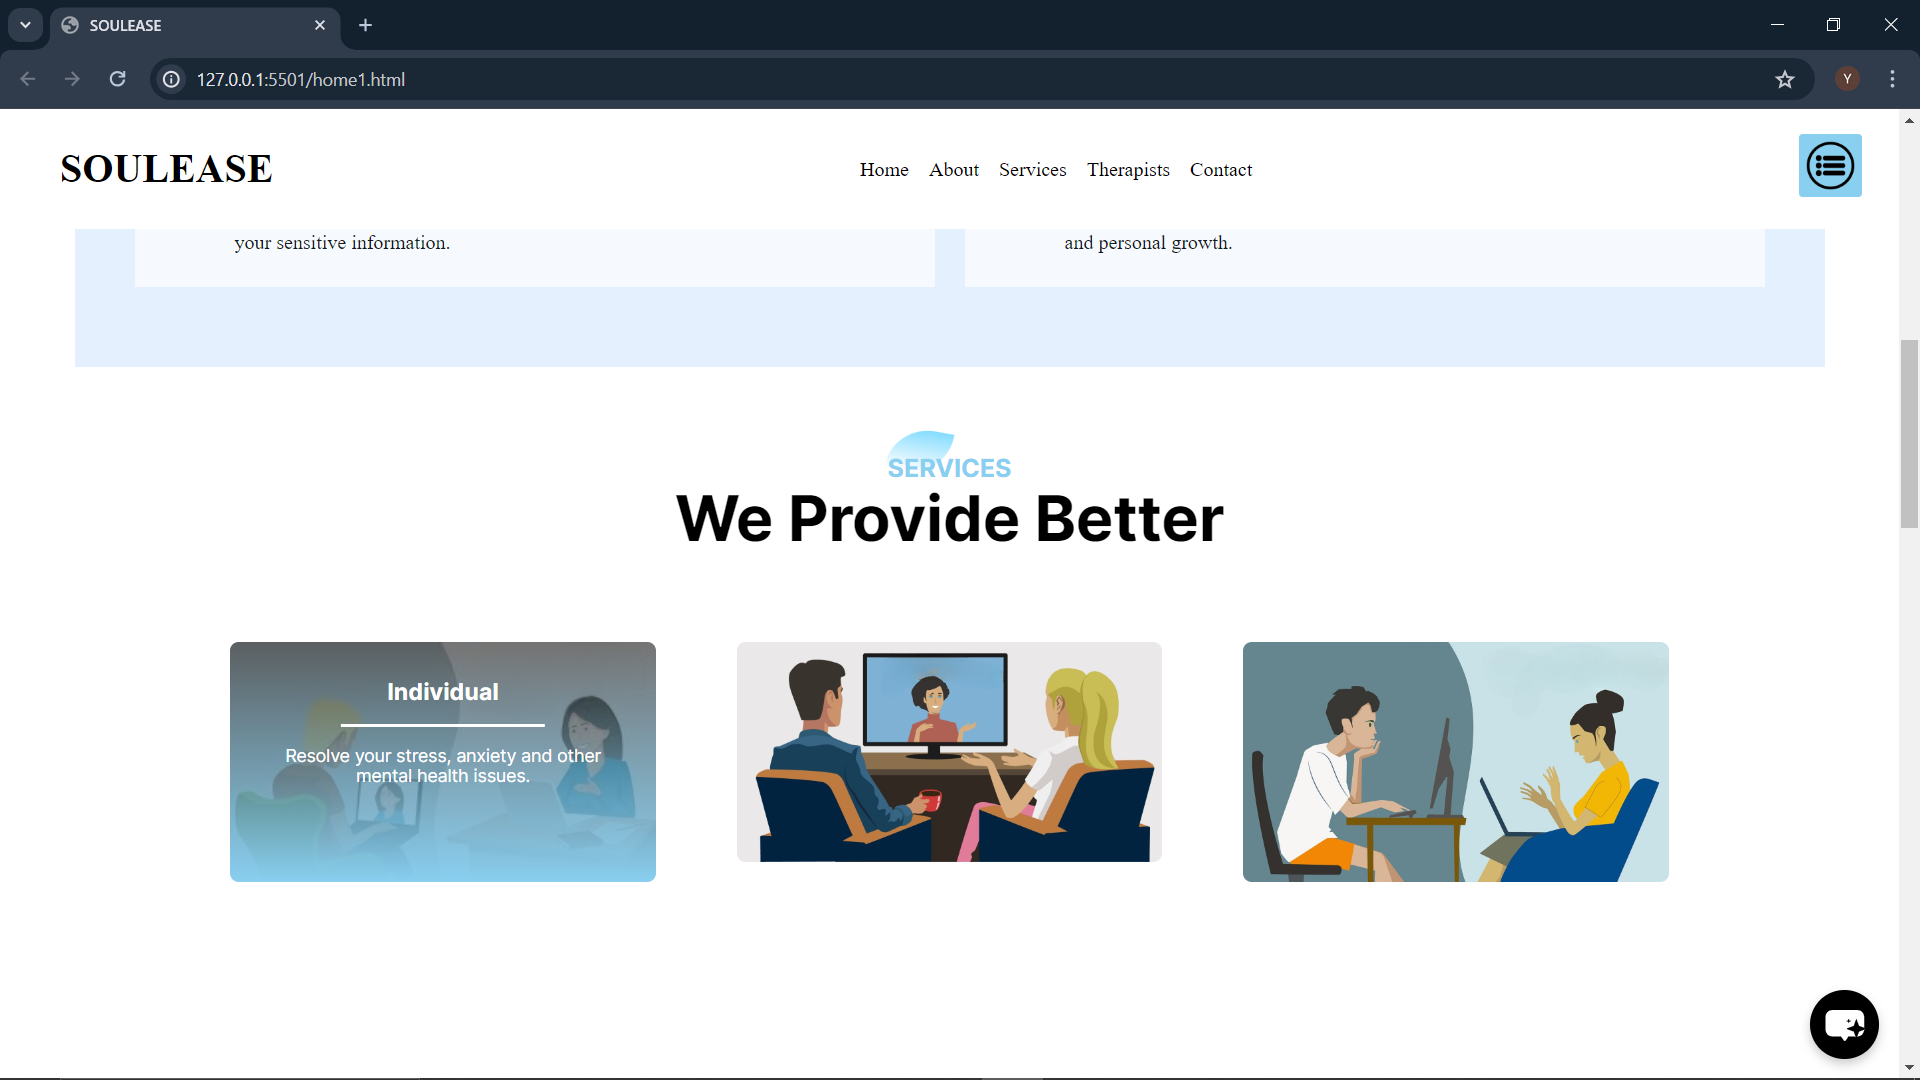 SOULEASE
127.0.0.1:5501/home1.html
Y
SOULEASE
Home About Services Therapists Contact
your sensitive information.
and personal growth.
SERVICES
We Provide Better
Individual
Resolve your stress, anxiety and other
mental health issues.